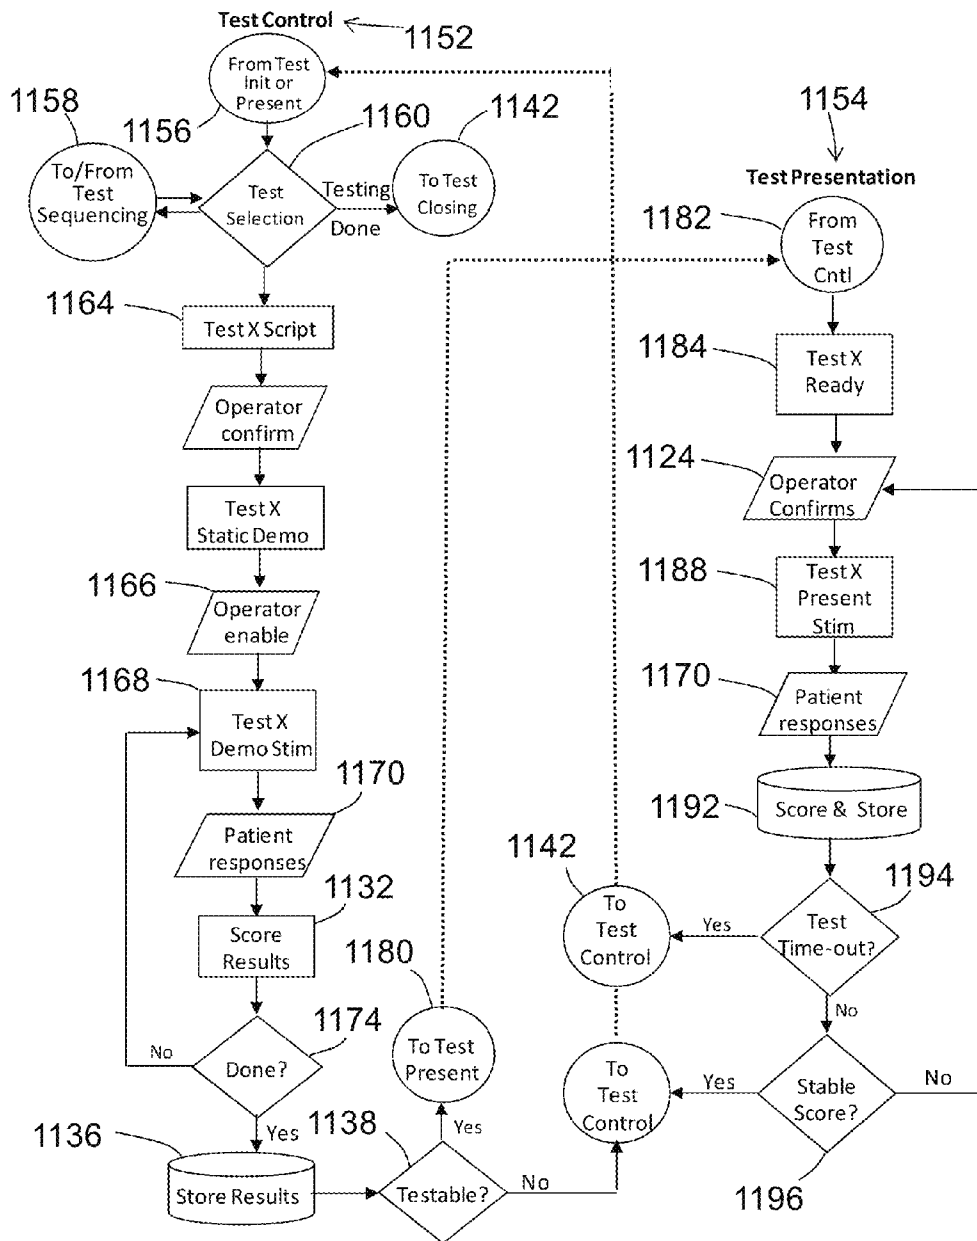 Test Control
1152
From Test
Init or
Present
1156
1158
To/From
Test
Sequencing
1160
Test
Selection
Testing
Done
1142
To Test
Closing
1164
Test X Script
Operator
confirm
Test X
Static Demo
1166
Operator
enable
1168
Test X
Demo Stim
1170
Patient
responses
1132
Score
Results
1174
Done?
No
Yes
1136
Store Results
1138
Testable?
Yes
No
1180
To Test
Present
1154
Test Presentation
1182
From
Test
Cntl
1184
Test X
Ready
1124
Operator
Confirms
1188
Test X
Present
Stim
1170
Patient
responses
1192
Score & Store
1194
Test
Time-out?
Yes
No
1142
To
Test
Control
Stable
Score?
Yes
No
1196
To
Test
Control